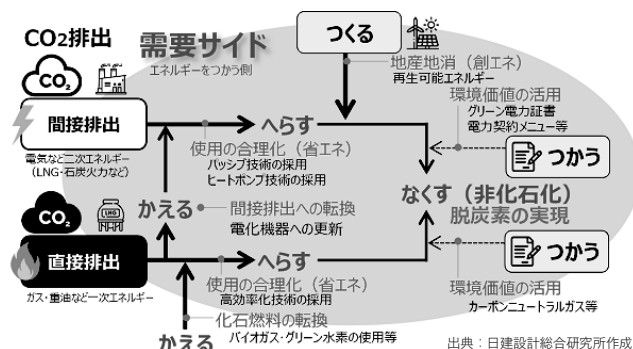 CO2排出
需要サイド
エネルギーをつかう側
つくる
地産地消（創エネ）
再生可能エネルギー
CO₂
間接排出
電気など二次エネルギー
（LNG・石炭火力など）
へらす
使用の合理化（省エネ）
パッシブ技術の採用
ヒートポンプ技術の採用
環境価値の活用
グリーン電力証書
電力契約メニュー等
つかう
なくす（非化石化）
脱炭素の実現
CO₂
LNG
かえる
間接排出への転換
電化機器への更新
直接排出
ガス・重油など一次エネルギー
へらす
使用の合理化（省エネ）
高効率化技術の採用
つかう
環境価値の活用
カーボンニュートラルガス等
化石燃料の転換
かえる
バイオガス・グリーン水素の使用等
出典：日建設計総合研究所作成